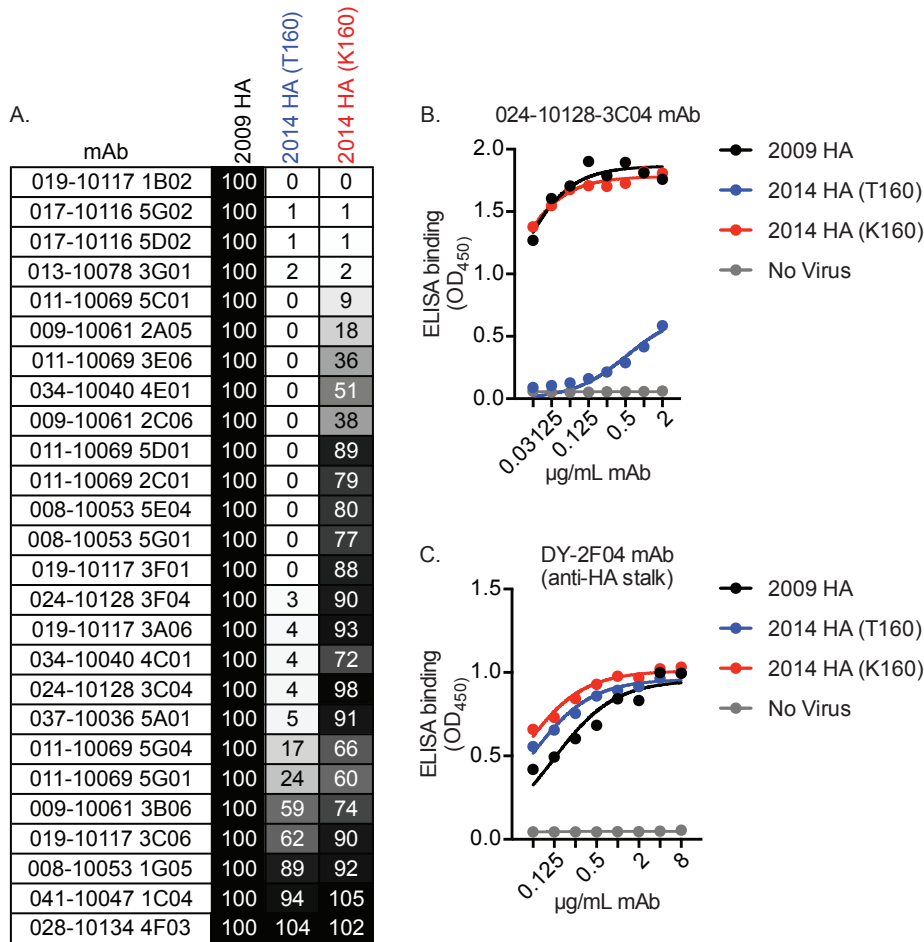 A.
mAb
2009 HA
2014 HA (T160)
2014 HA (K160)
019-10117 1B02 100 0 0
017-10116 5G02 100 1 1
017-10116 5D02 100 1 1
013-10078 3G01 100 2 2
011-10069 5C01 100 0 9
009-10061 2A05 100 0 18
011-10069 3E06 100 0 36
034-10040 4E01 100 0 51
009-10061 2C06 100 0 38
011-10069 5D01 100 0 89
011-10069 2C01 100 0 79
008-10053 5E04 100 0 80
008-10053 5G01 100 0 77
019-10117 3F01 100 0 88
024-10128 3F04 100 3 90
019-10117 3A06 100 4 93
034-10040 4C01 100 4 72
024-10128 3C04 100 4 98
037-10036 5A01 100 5 91
011-10069 5G04 100 17 66
011-10069 5G01 100 24 60
009-10061 3B06 100 59 74
019-10117 3C06 100 62 90
008-10053 1G05 100 89 92
041-10047 1C04 100 94 105
028-10134 4F03 100 104 102
B.
024-10128-3C04 mAb
ELISA binding
(OD450)
2.0
1.5
1.0
0.5
0.0
0.03125
0.125
0.5
2
µg/mL mAb
2009 HA
2014 HA (T160)
2014 HA (K160)
No Virus
C.
DY-2F04 mAb
(anti-HA stalk)
ELISA binding
(OD450)
1.5
1.0
0.5
0.0
0.125
0.5
2
8
µg/mL mAb
2009 HA
2014 HA (T160)
2014 HA (K160)
No Virus